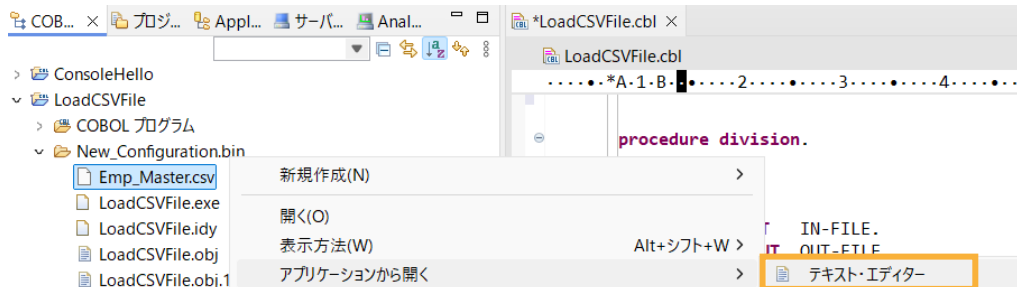 COB... プロジ... Appl... サーバ... Anal...
*LoadCSVFile.cbl
LoadCSVFile.cbl
ConsoleHello
LoadCSVFile
COBOL プログラム
New_Configuration.bin
Emp_Master.csv
LoadCSVFile.exe
LoadCSVFile.idy
LoadCSVFile.obj
LoadCSVFile.obj.1
新規作成(N)
開く(O)
表示方法(W) Alt+シフト+W
アプリケーションから開く
テキスト・エディター
*A·1·B·
2
3
4
procedure division.
IN-FILE.
OUT-FILE